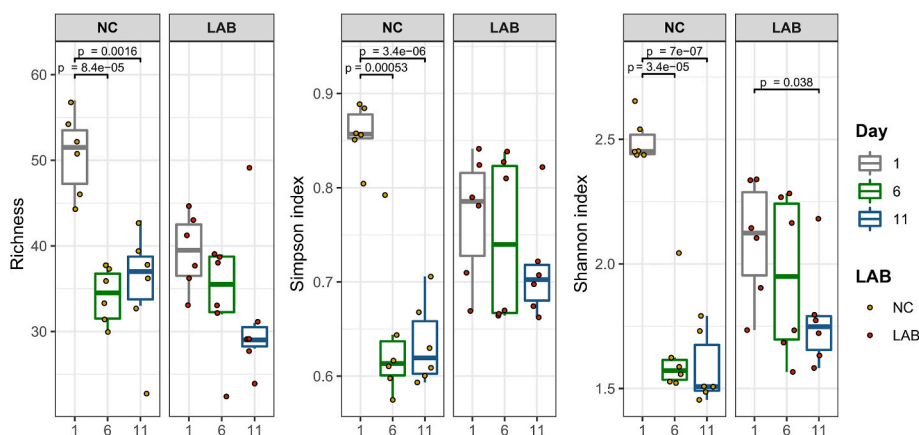 NC LAB
Richness
60
50
40
30
p = 0.0016
p = 8.4e−05
1 6 11 1 6 11
NC LAB
Simpson index
0.9
0.8
0.7
0.6
p = 3.4e−06
p = 0.00053
1 6 11 1 6 11
NC LAB
Shannon index
2.5
2.0
1.5
p = 7e−07
p = 3.4e−05
p = 0.038
1 6 11 1 6 11
Day
1
6
11
LAB
NC
LAB